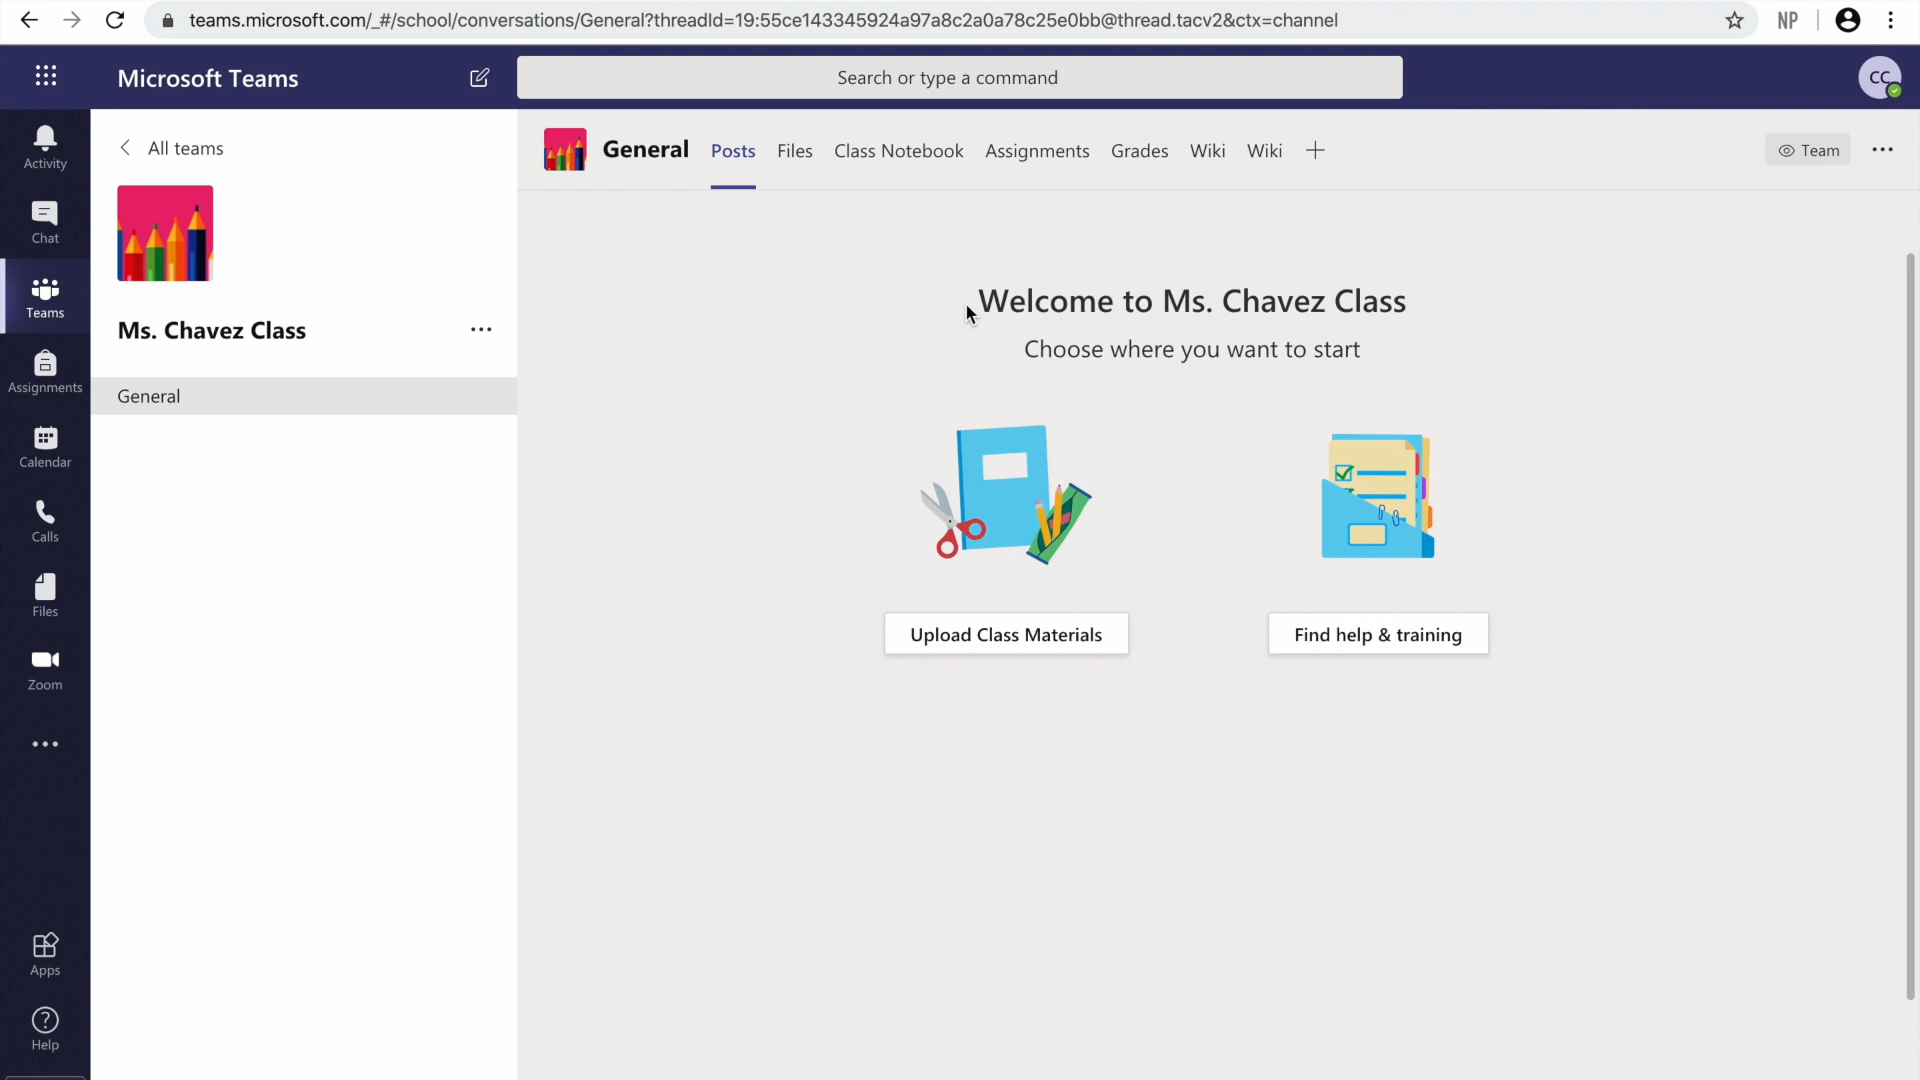 teams.microsoft.com/_#/school/conversations/General?threadId=19:55ce143345924a97a8c2a0a78c25e0bb@thread.tacv2&ctx=channel
NP
Microsoft Teams
Search or type a command
CC
Activity
Chat
Teams
Assignments
Calendar
Calls
Files
Zoom
Apps
Help
All teams
Ms. Chavez Class
General
General Posts Files Class Notebook Assignments Grades Wiki Wiki
Team
Welcome to Ms. Chavez Class
Choose where you want to start
Upload Class Materials
Find help & training